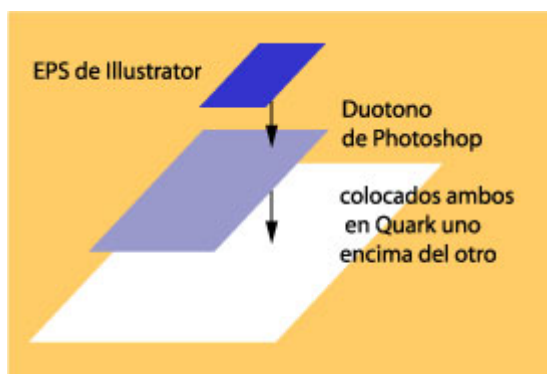 EPS de Illustrator
Duotono
de Photoshop
colocados ambos
en Quark uno
encima del otro